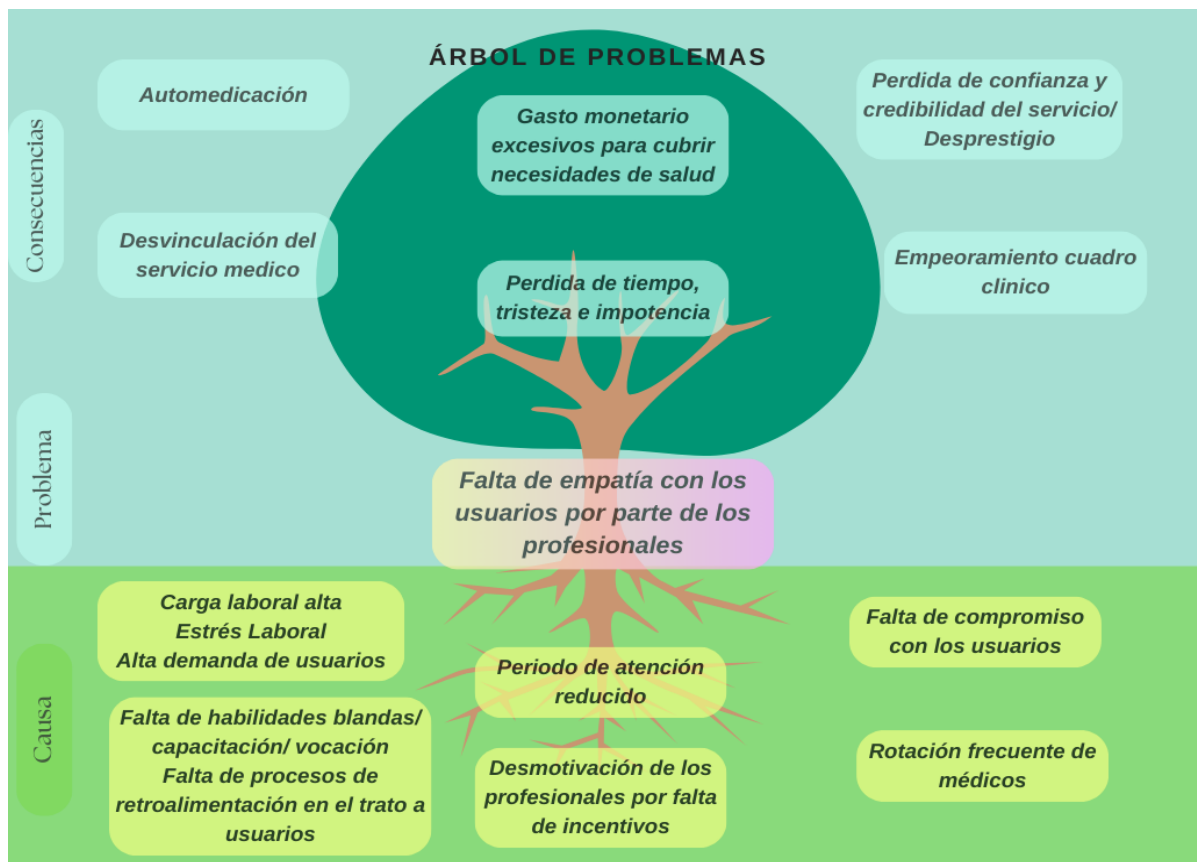 ÁRBOL DE PROBLEMAS
Consecuencias
Automedicación
Gasto monetario
excesivos para cubrir
necesidades de salud
Perdida de confianza y
credibilidad del servicio/
Desprestigio
Desvinculación del
servicio medico
Perdida de tiempo,
tristeza e impotencia
Empeoramiento cuadro
clinico
Problema
Falta de empatía con los
usuarios por parte de los
profesionales
Causa
Carga laboral alta
Estrés Laboral
Alta demanda de usuarios
Periodo de atención
reducido
Falta de compromiso
con los usuarios
Falta de habilidades blandas/
capacitación/ vocación
Falta de procesos de
retroalimentación en el trato a
usuarios
Desmotivación de los
profesionales por falta
de incentivos
Rotación frecuente de
médicos